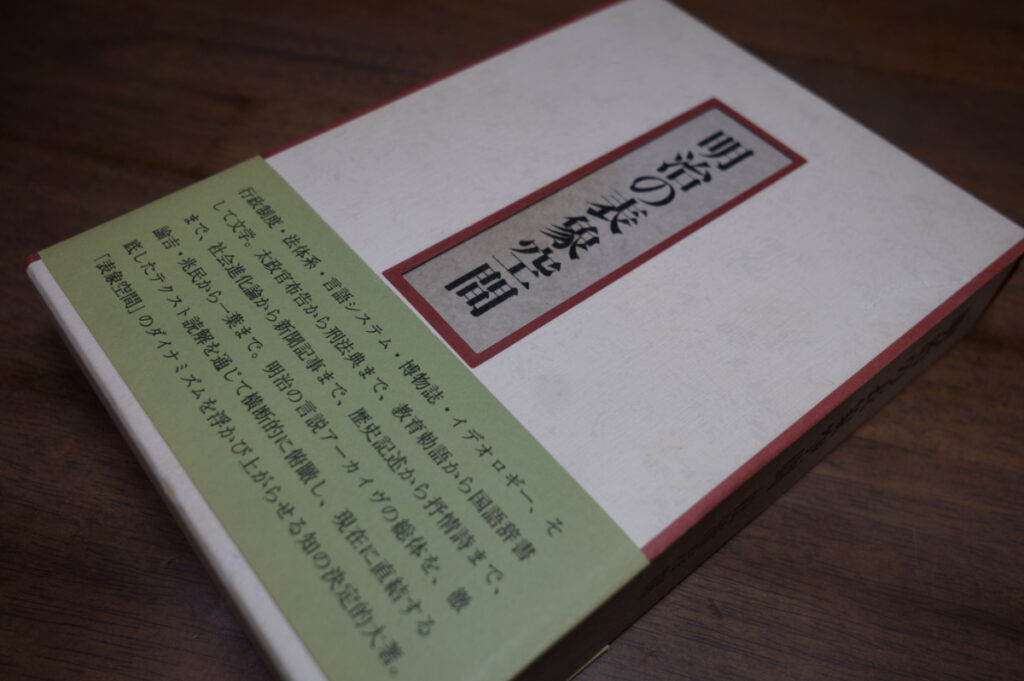 明治の表象空間
行政制度・法体系・言語システム・博物誌・イデオロギー、そ
して文学。太政官布告から刑法典まで、教育勅語から国語辞書
まで、社会進化論から新聞記事まで、歴史記述から抒情詩まで、
諭吉・兆民から一葉まで。明治の言説アーカイヴの総体を、徹
底したテクスト読解を通じて横断的に俯瞰し、現在に直結する
「表象空間」のダイナミズムを浮かび上がらせる知の決定的大著。